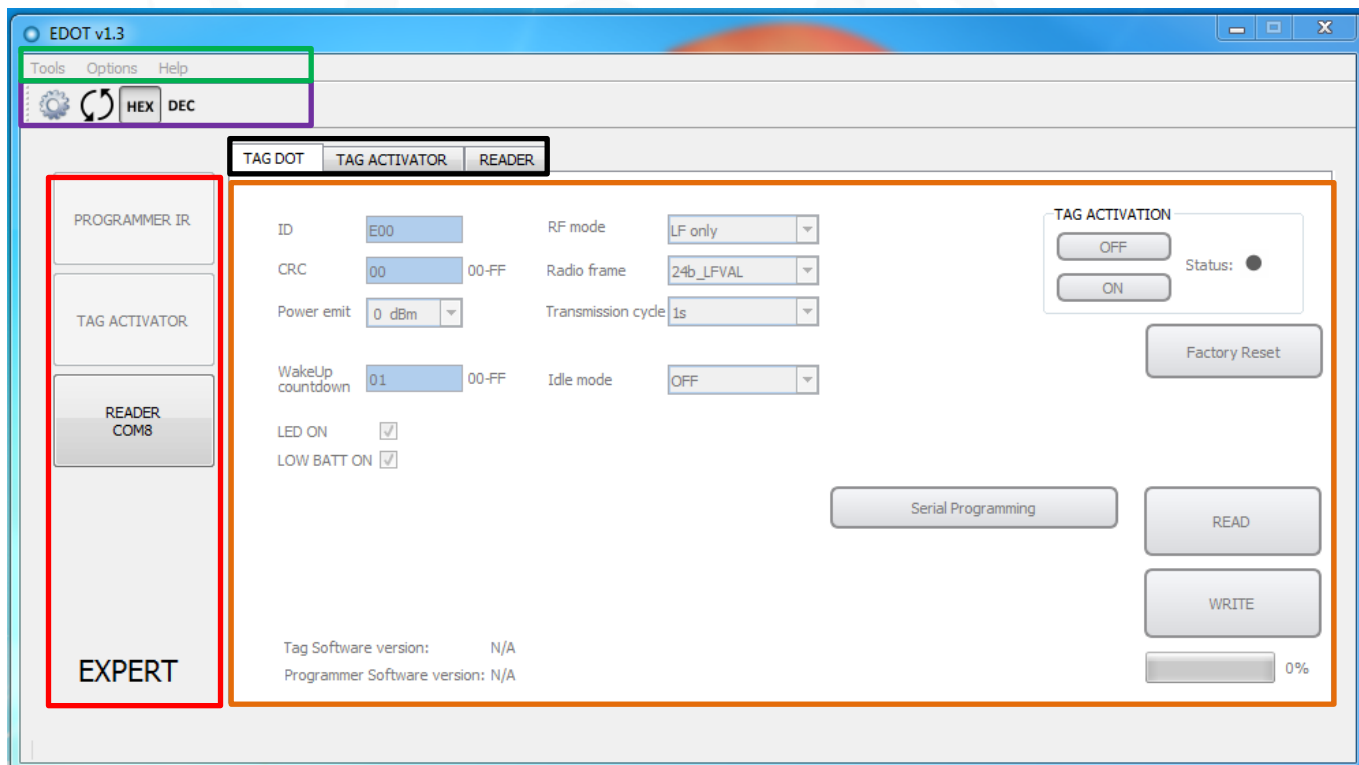 EDOT v1.3
Tools Options Help
HEX DEC
TAG DOT TAG ACTIVATOR READER
PROGRAMMER IR
TAG ACTIVATOR
READER
COM8
EXPERT
ID E00
CRC 00 00-FF
Power emit 0 dBm
WakeUp
countdown 01 00-FF
LED ON
LOW BATT ON
RF mode LF only
Radio frame 24b_LFVAL
Transmission cycle 1s
Idle mode OFF
TAG ACTIVATION
OFF
Status:
ON
Factory Reset
Serial Programming
READ
WRITE
0%
Tag Software version: N/A
Programmer Software version: N/A